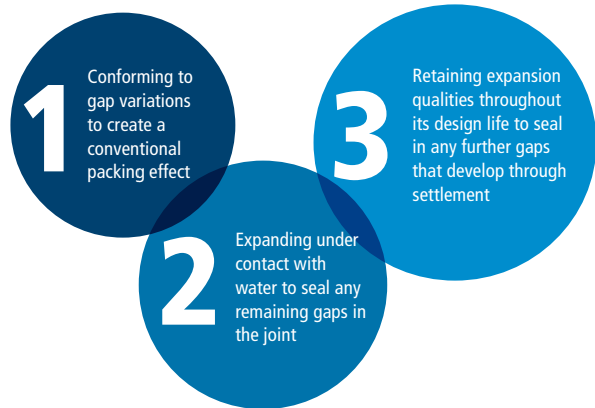 1
Conforming to
gap variations
to create a
conventional
packing effect
2
Expanding under
contact with
water to seal any
remaining gaps in
the joint
3
Retaining expansion
qualities throughout
its design life to seal
in any further gaps
that develop through
settlement